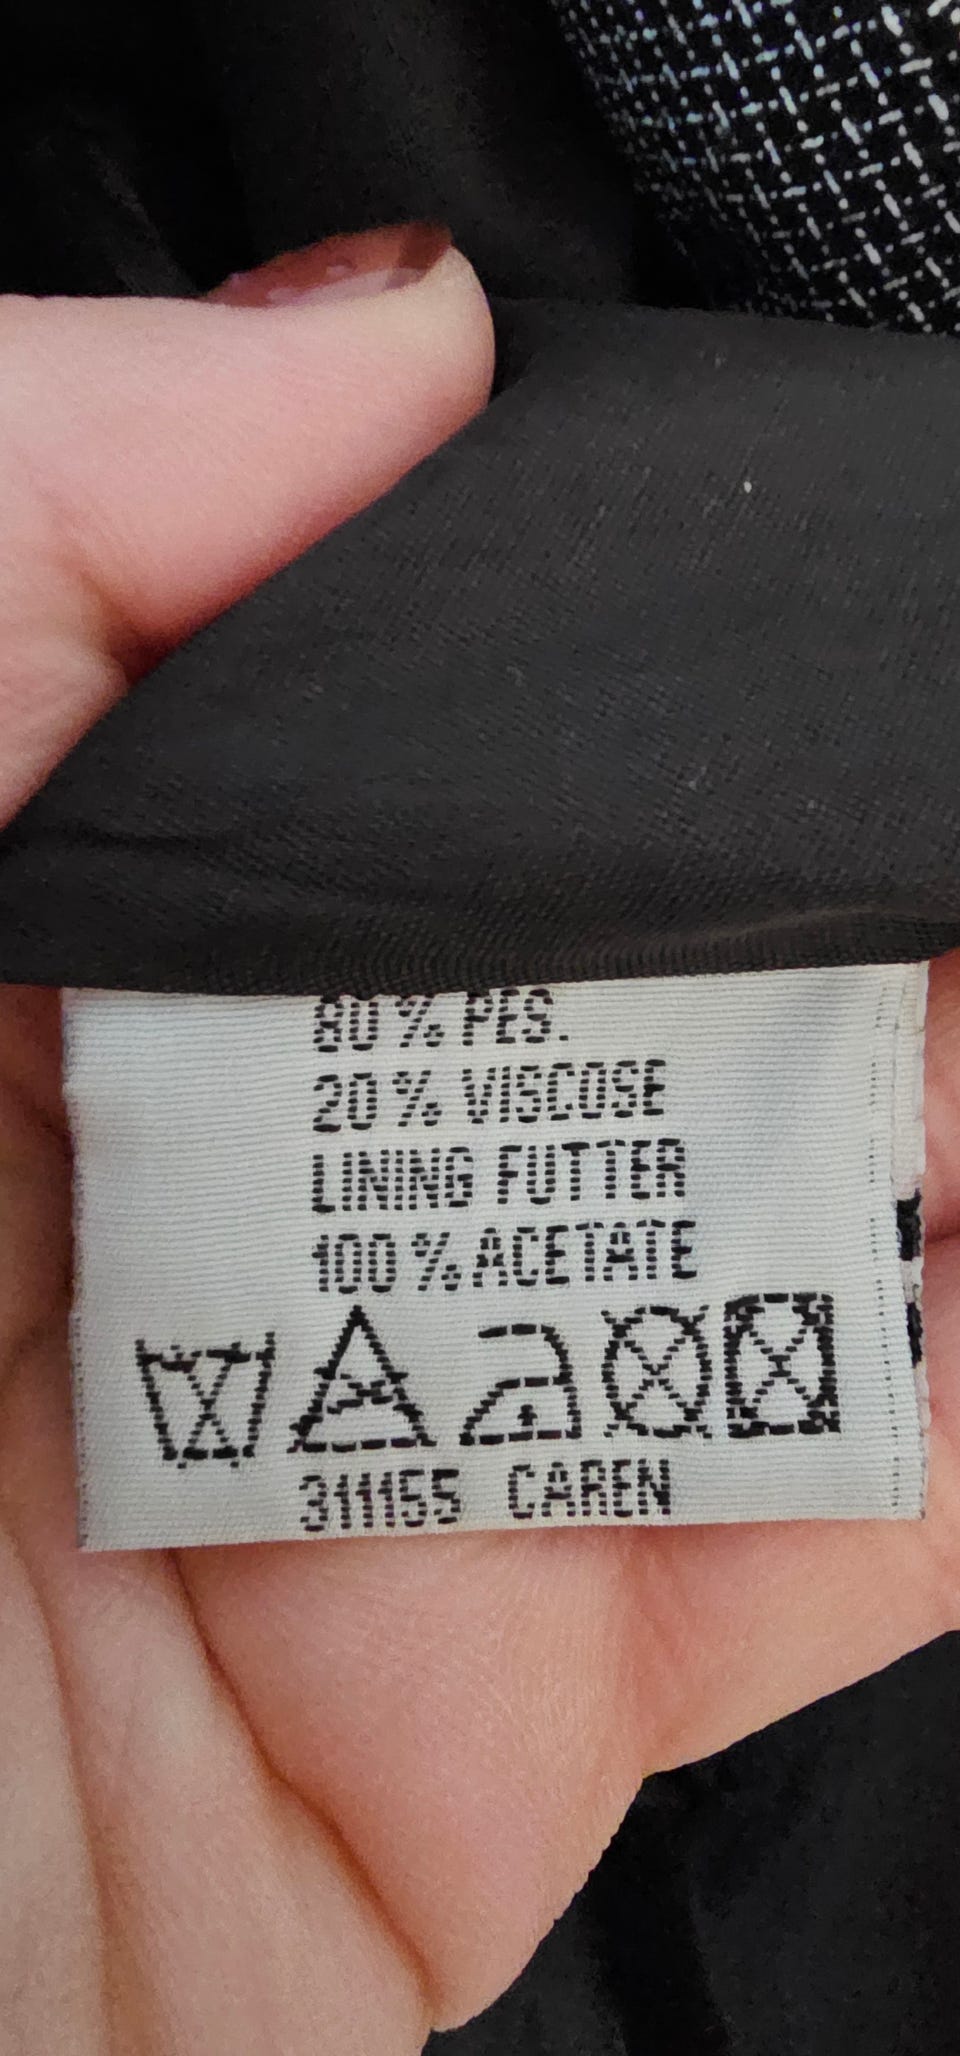 80% PES.
20% VISCOSE
LINING FUTTER
100% ACETATE
311155 CAREN